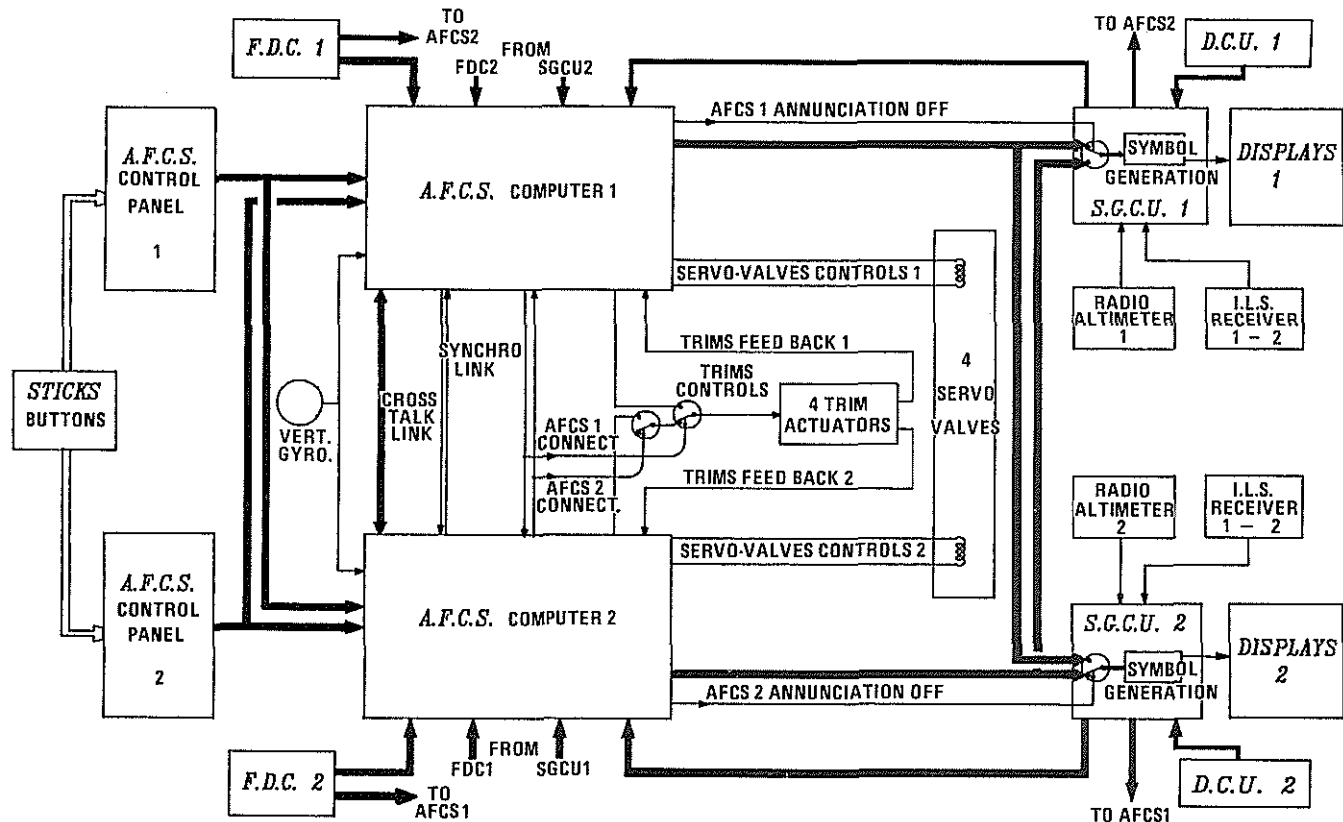 F.D.C. 1
TO
AFCS2
FROM
FDC2
SGCU2
TO AFCS2
D.C.U. 1
A.F.C.S.
CONTROL
PANEL
1
A.F.C.S. COMPUTER 1
AFCS 1 ANNUNCIATION OFF
SYMBOL
GENERATION
S.G.C.U. 1
DISPLAYS
1
SERVO-VALVES CONTROLS 1
RADIO
ALTIMETER
1
I.L.S.
RECEIVER
1 - 2
STICKS
BUTTONS
VERT.
GYRO.
CROSS
TALK
LINK
SYNCHRO
LINK
TRIMS FEED BACK 1
TRIMS
CONTROLS
4 TRIM
ACTUATORS
AFCS 1
CONNECT
AFCS 2
CONNECT.
TRIMS FEED BACK 2
4
SERVO
VALVES
RADIO
ALTIMETER
2
I.L.S.
RECEIVER
1 - 2
SERVO-VALVES CONTROLS 2
A.F.C.S.
CONTROL
PANEL
2
A.F.C.S. COMPUTER 2
S.G.C.U. 2
SYMBOL
GENERATION
DISPLAYS
2
AFCS 2 ANNUNCIATION OFF
F.D.C. 2
TO
AFCS1
FROM
FDC1
SGCU1
TO AFCS1
D.C.U. 2